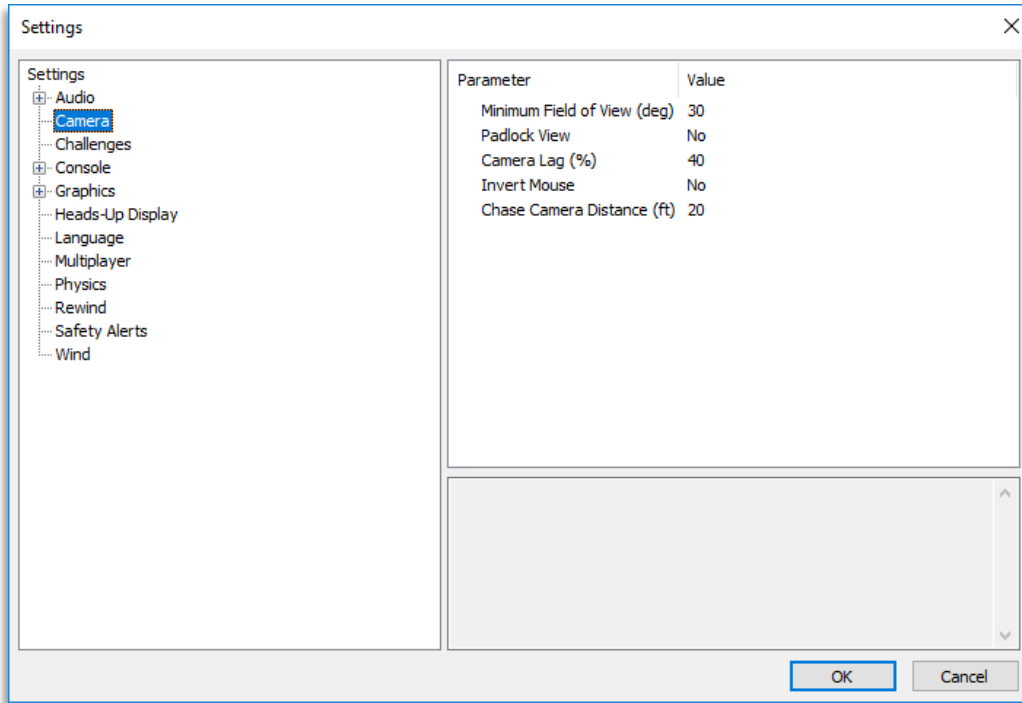 Settings
Settings
Audio
Camera
Challenges
Console
Graphics
Heads-Up Display
Language
Multiplayer
Physics
Rewind
Safety Alerts
Wind
Parameter Value
Minimum Field of View (deg) 30
Padlock View No
Camera Lag (%) 40
Invert Mouse No
Chase Camera Distance (ft) 20
OK Cancel